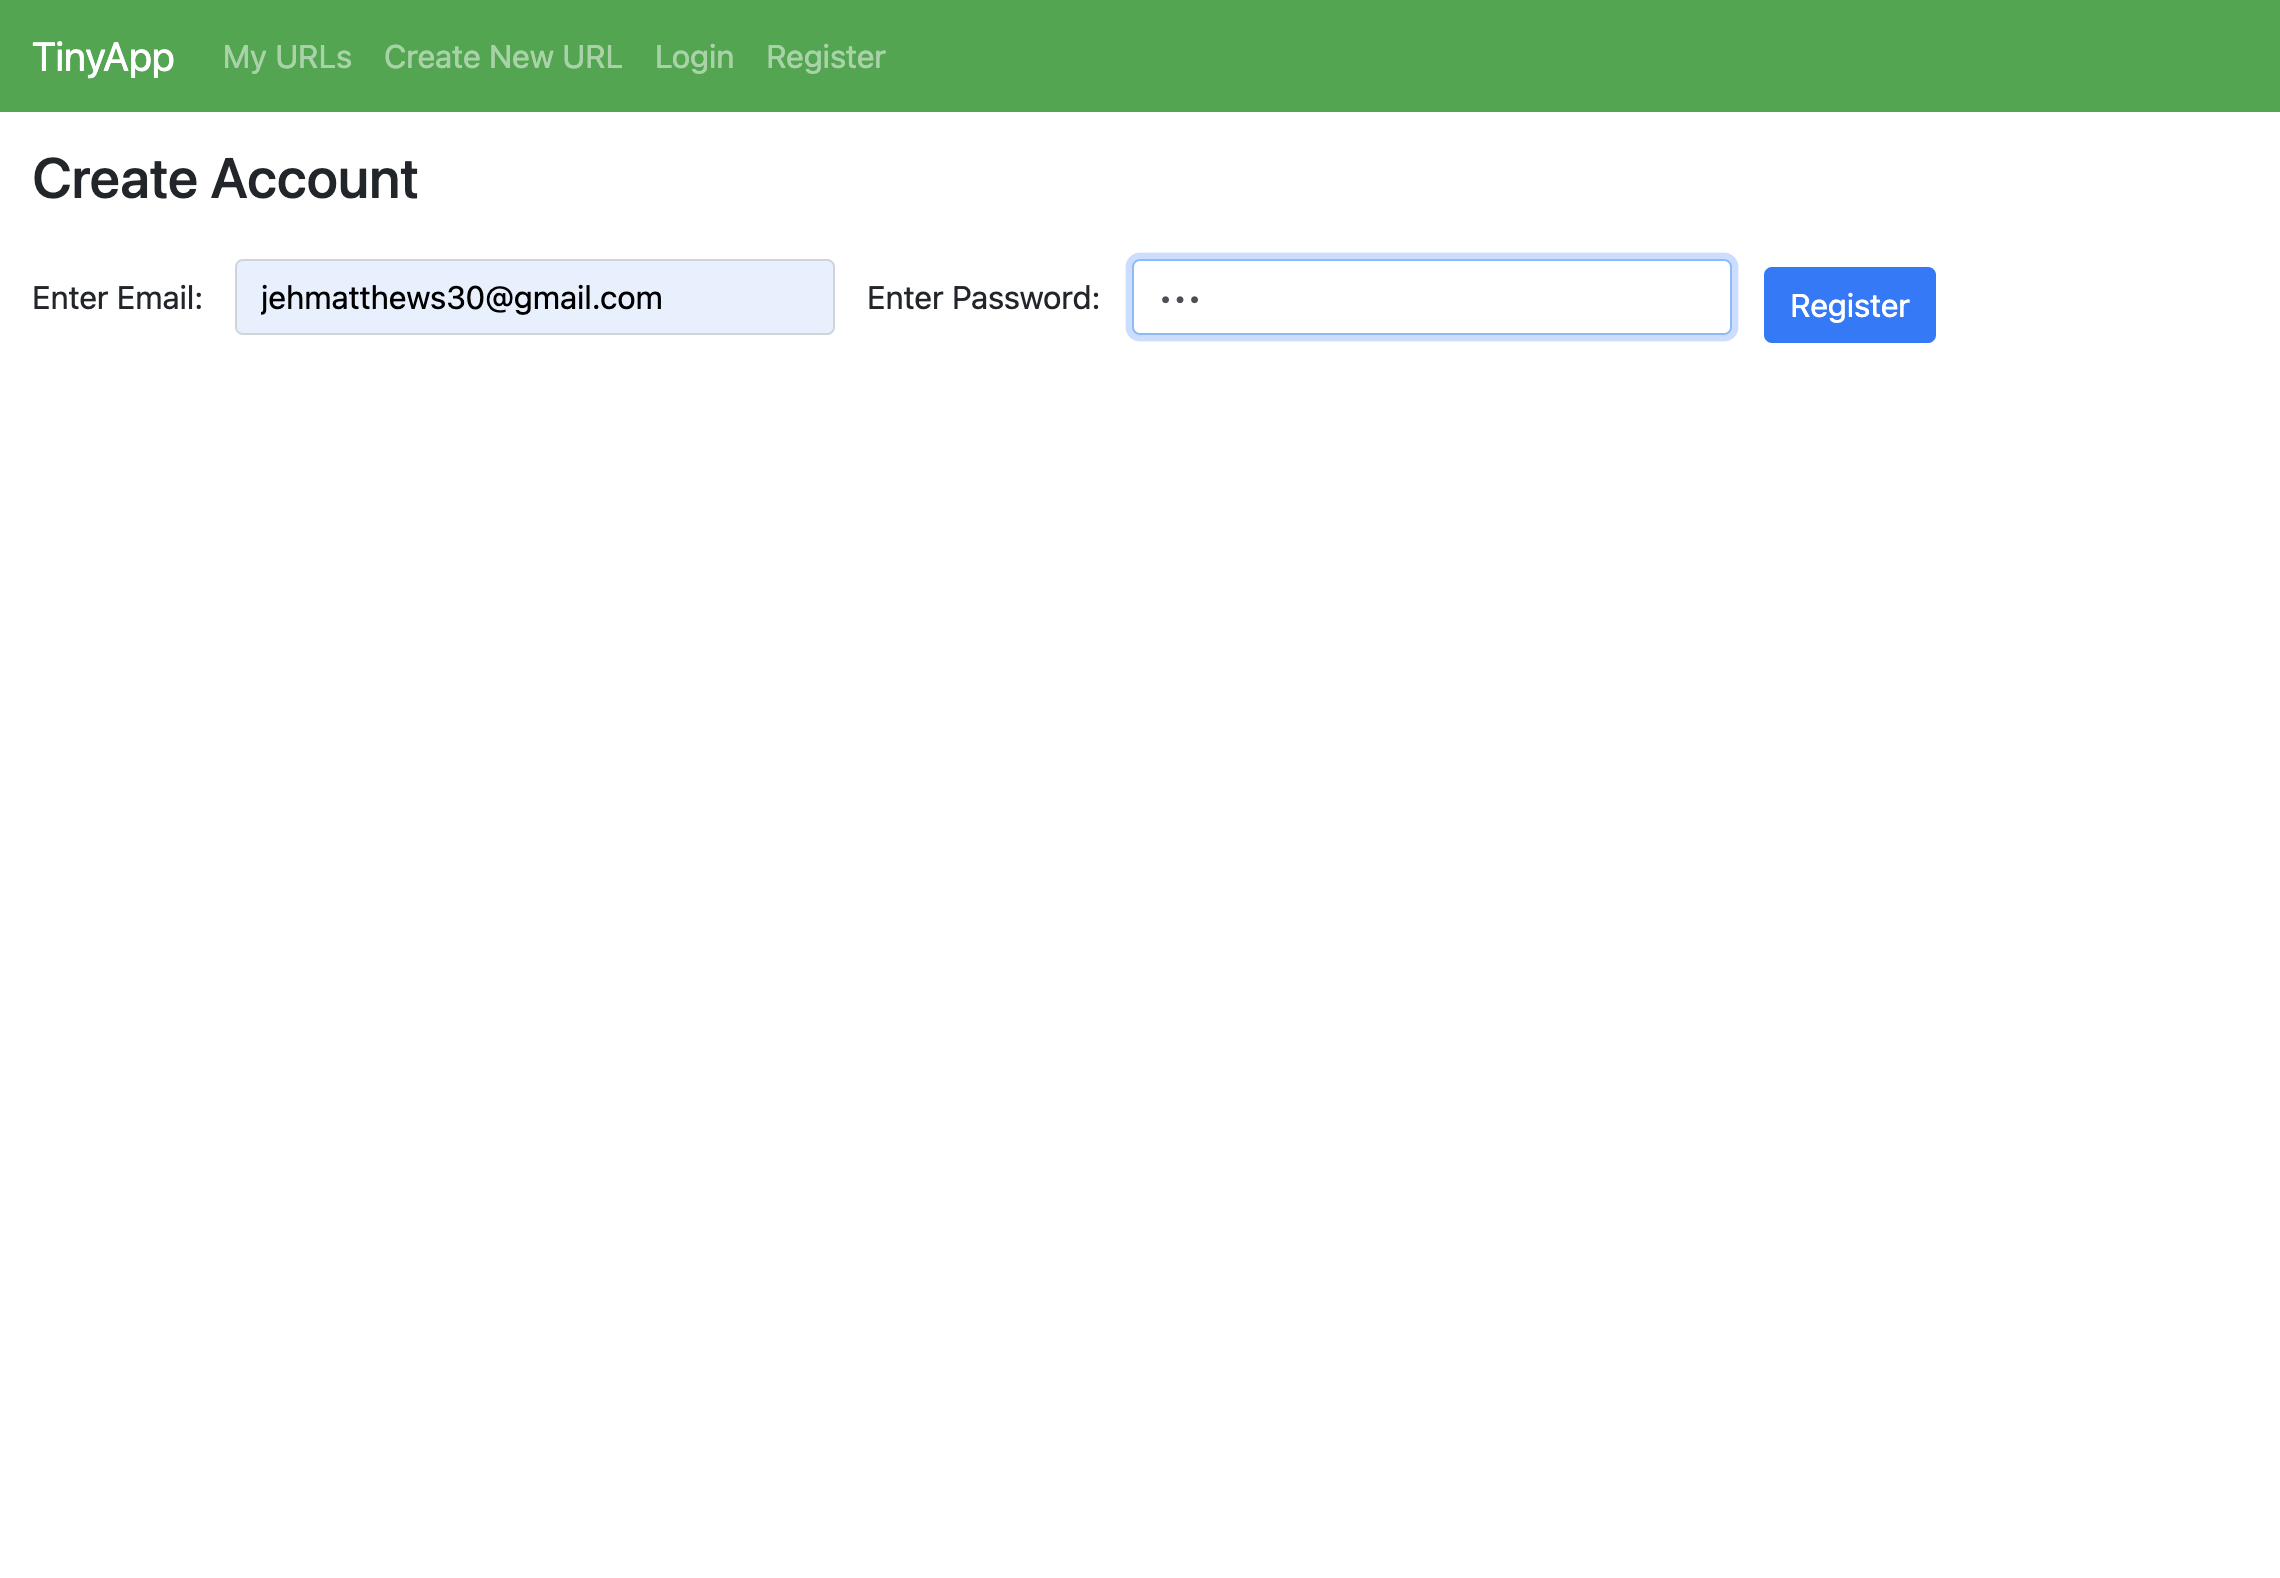 TinyApp My URLs Create New URL Login Register
Create Account
Enter Email: jehmatthews30@gmail.com Enter Password: ••• Register